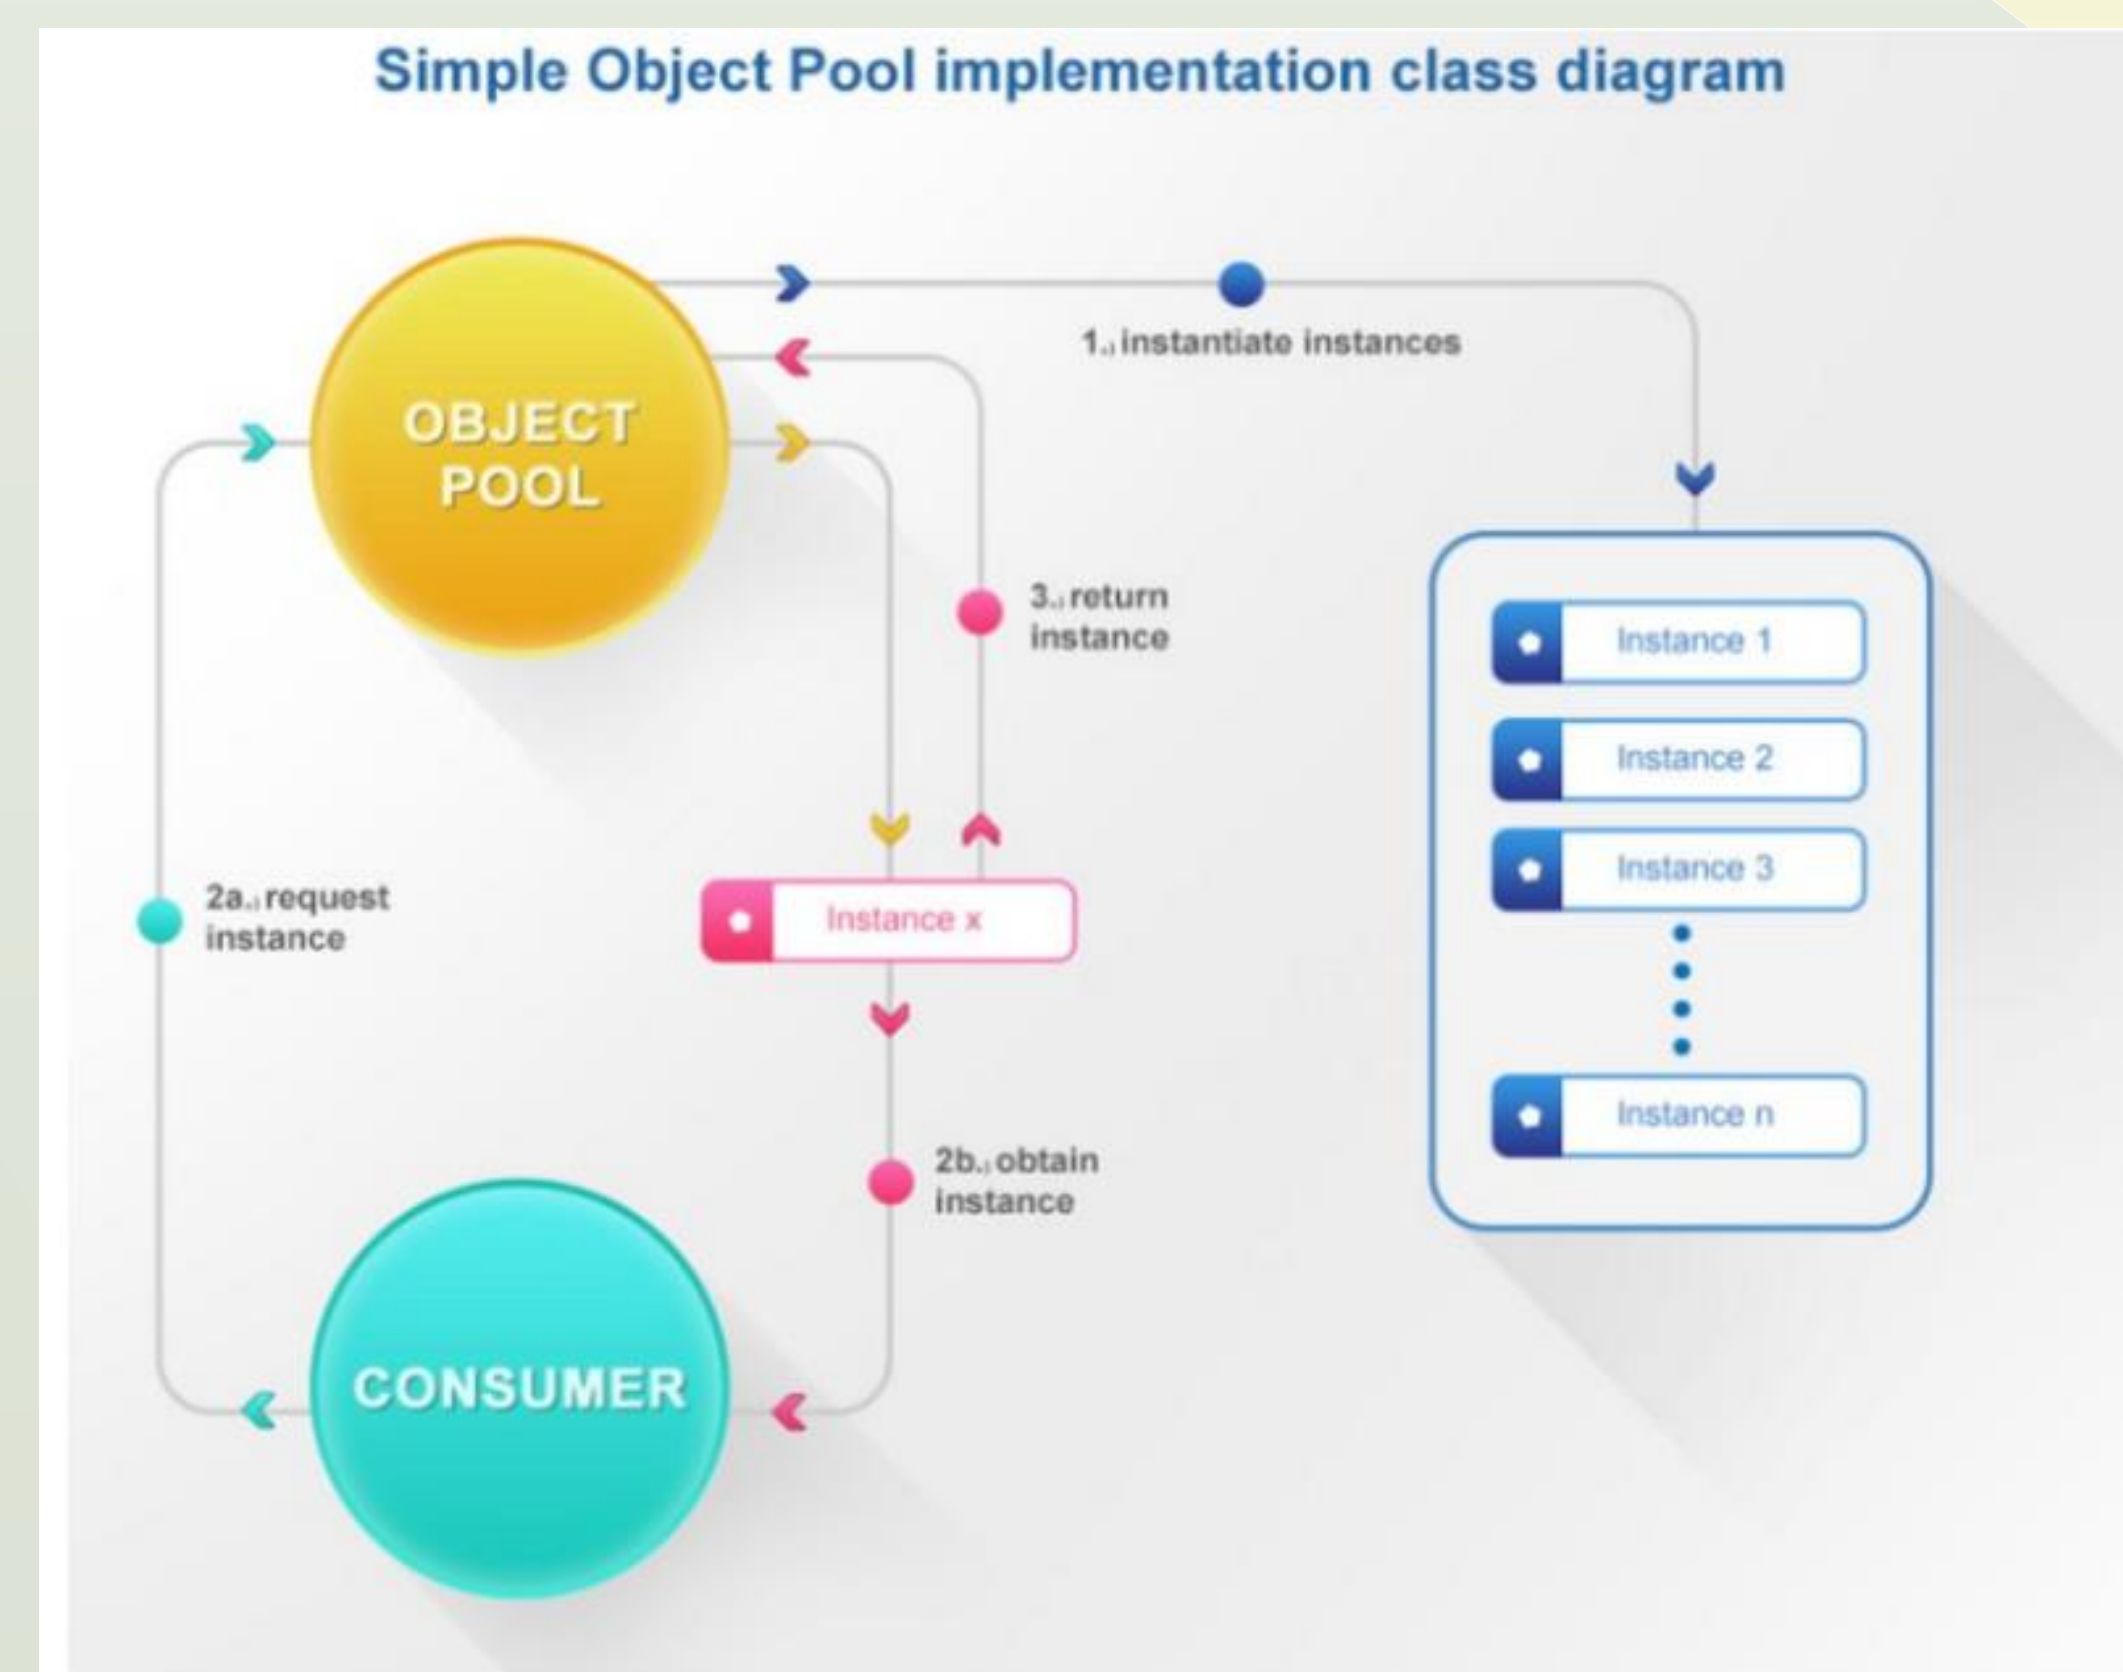 Simple Object Pool implementation class diagram
1.) instantiate instances
OBJECT
POOL
3.) return
instance
Instance 1
Instance 2
Instance 3
2a.) request
instance
Instance x
Instance n
2b.) obtain
instance
CONSUMER